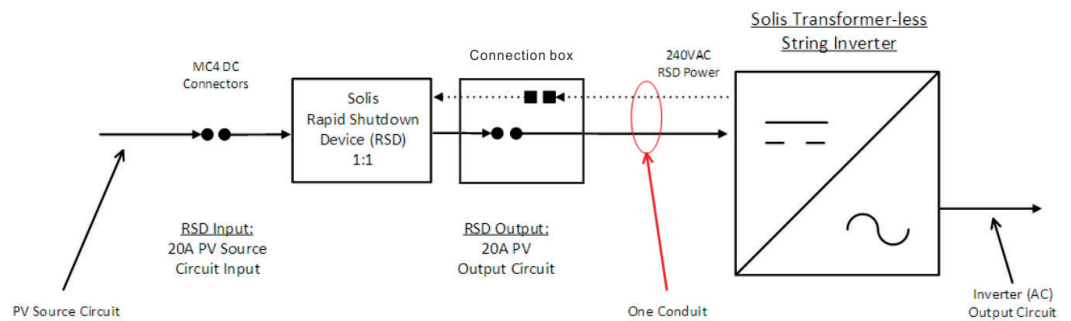 Solis Transformer-less
String Inverter
Connection box
240VAC
RSD Power
MC4 DC
Connectors
Solis
Rapid Shutdown
Device (RSD)
1:1
RSD Input:
20A PV Source
Circuit Input
RSD Output:
20A PV
Output Circuit
PV Source Circuit
One Conduit
Inverter (AC)
Output Circuit